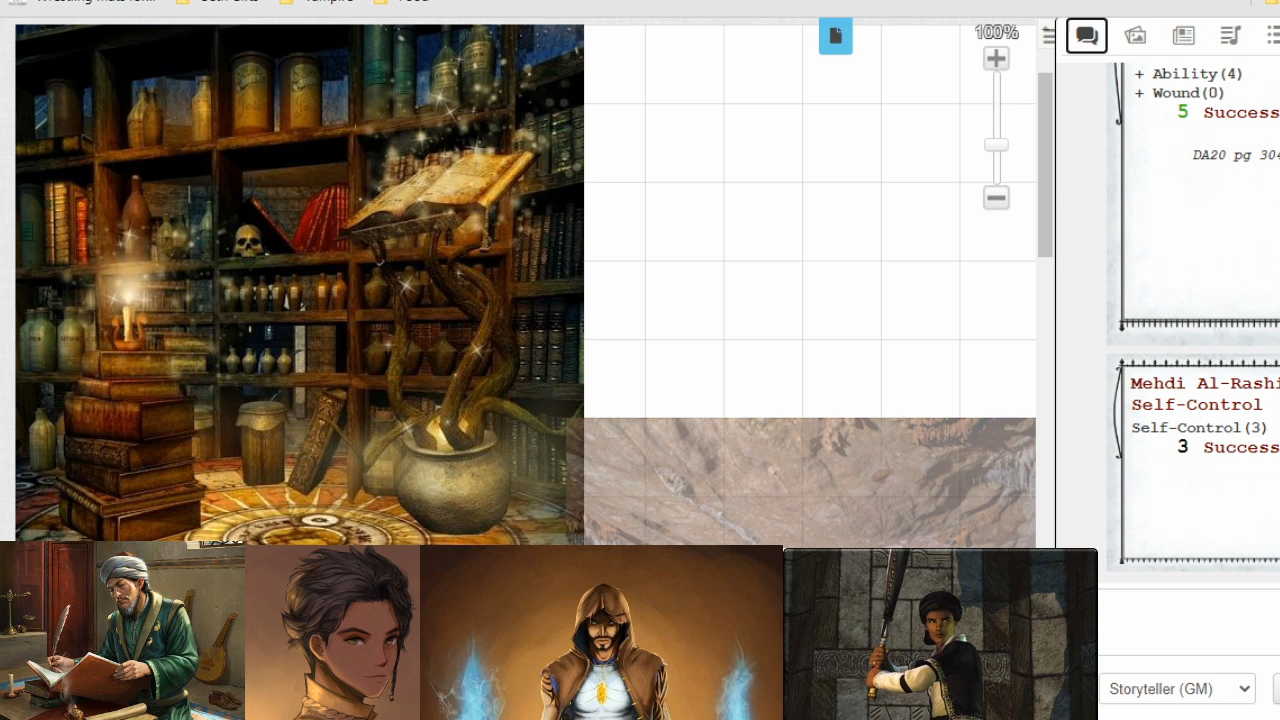 100%
+ Ability(4)
+ Wound(0)
5 Success
DA20 pg 304
Mehdi Al-Rashi
Self-Control
Self-Control(3)
3 Success
Storyteller (GM)